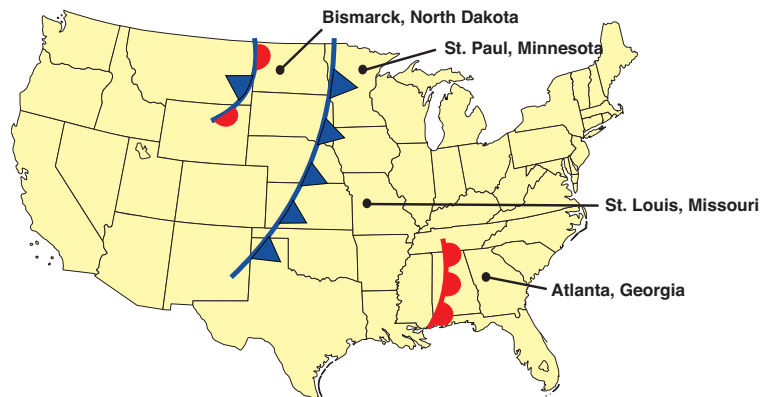 Bismarck, North Dakota
St. Paul, Minnesota
St. Louis, Missouri
Atlanta, Georgia